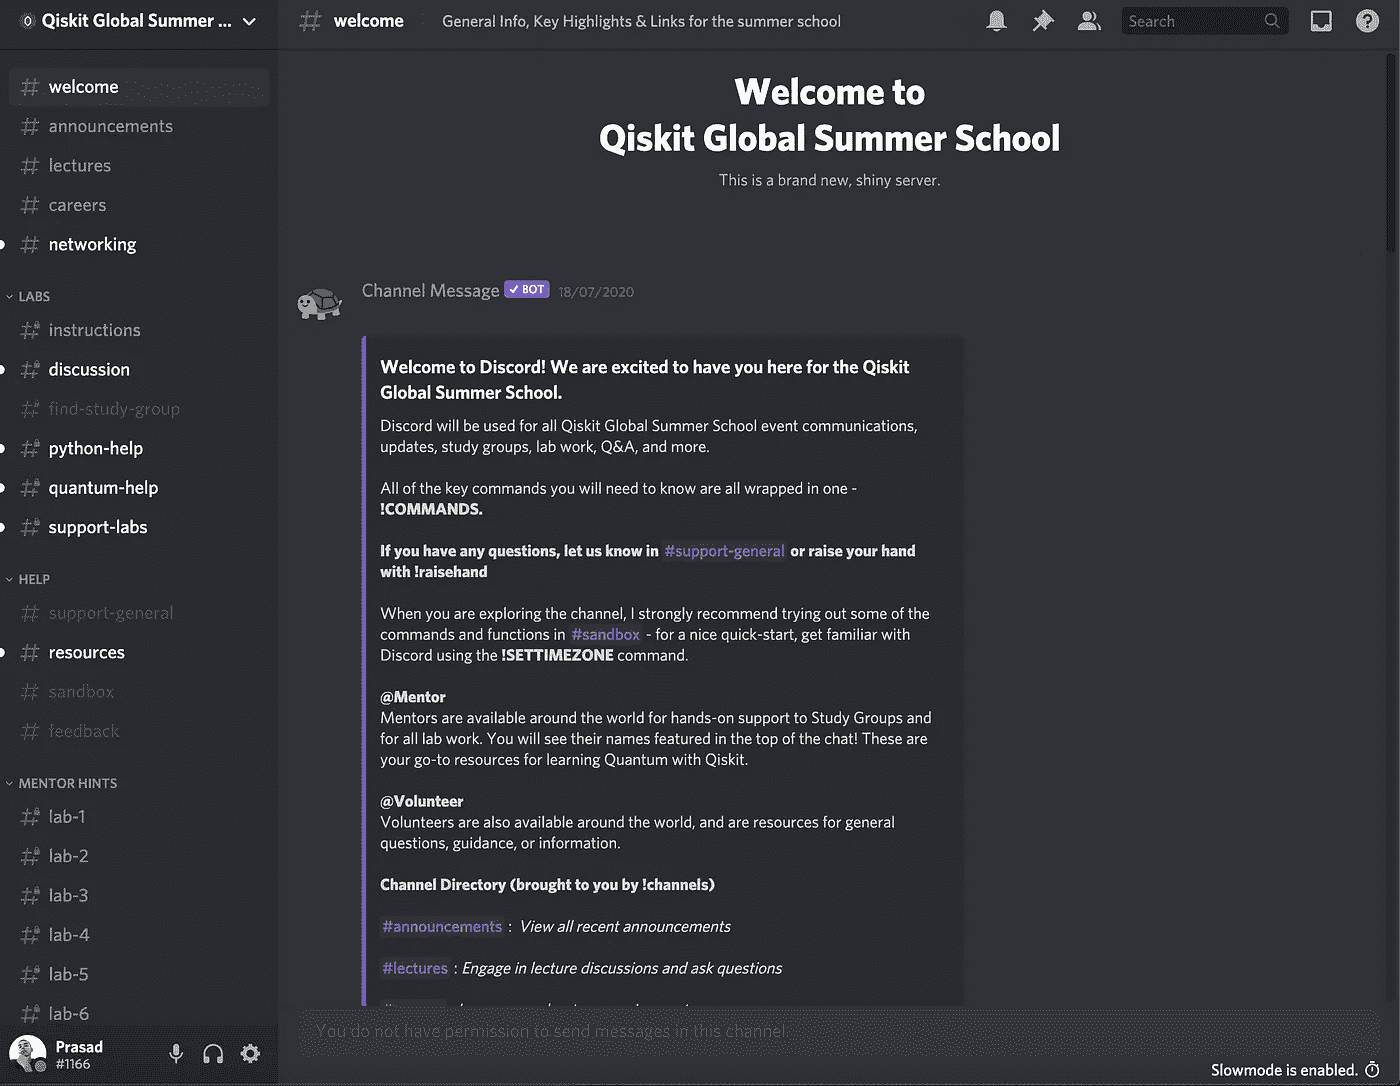 Qiskit Global Summer ...
welcome
announcements
lectures
careers
networking
LABS
instructions
discussion
find-study-group
python-help
quantum-help
support-labs
HELP
support-general
resources
sandbox
feedback
MENTOR HINTS
lab-1
lab-2
lab-3
lab-4
lab-5
lab-6
Prasad
#1166
welcome
General Info, Key Highlights & Links for the summer school
Search
Welcome to
Qiskit Global Summer School
This is a brand new, shiny server.
Channel Message BOT 18/07/2020
Welcome to Discord! We are excited to have you here for the Qiskit
Global Summer School.
Discord will be used for all Qiskit Global Summer School event communications,
updates, study groups, lab work, Q&A, and more.
All of the key commands you will need to know are all wrapped in one -
!COMMANDS.
If you have any questions, let us know in #support-general or raise your hand
with !raisehand
When you are exploring the channel, I strongly recommend trying out some of the
commands and functions in #sandbox - for a nice quick-start, get familiar with
Discord using the !SETTIMEZONE command.
@Mentor
Mentors are available around the world for hands-on support to Study Groups and
for all lab work. You will see their names featured in the top of the chat! These are
your go-to resources for learning Quantum with Qiskit.
@Volunteer
Volunteers are also available around the world, and are resources for general
questions, guidance, or information.
Channel Directory (brought to you by !channels)
#announcements : View all recent announcements
#lectures : Engage in lecture discussions and ask questions
You do not have permission to send messages in this channel.
Slowmode is enabled.